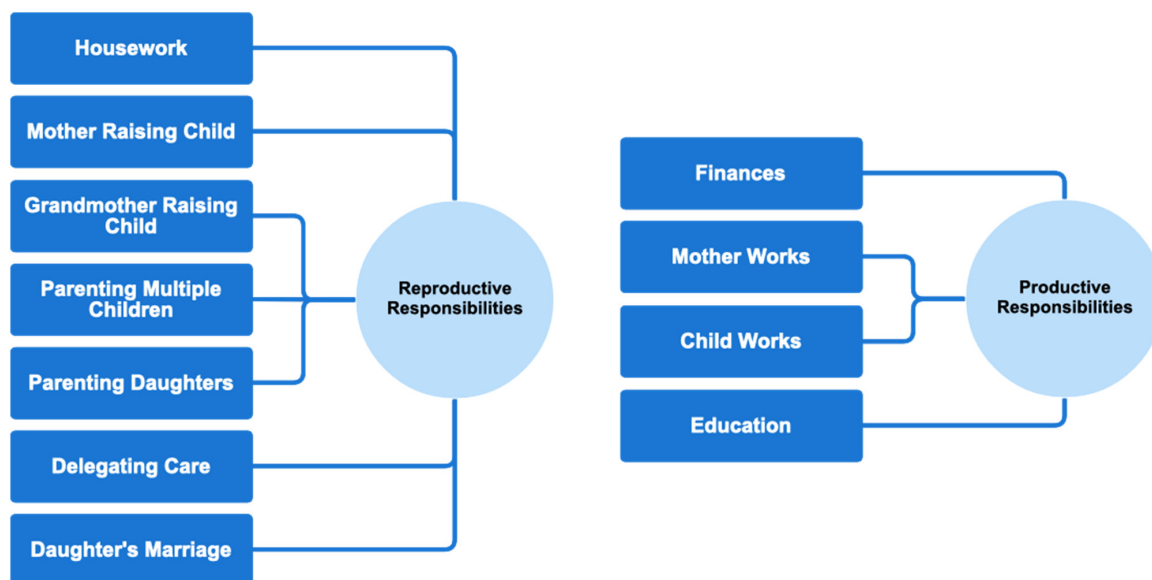 Housework
Mother Raising Child
Grandmother Raising
Child
Parenting Multiple
Children
Parenting Daughters
Delegating Care
Daughter's Marriage
Reproductive
Responsibilities
Finances
Mother Works
Child Works
Education
Productive
Responsibilities